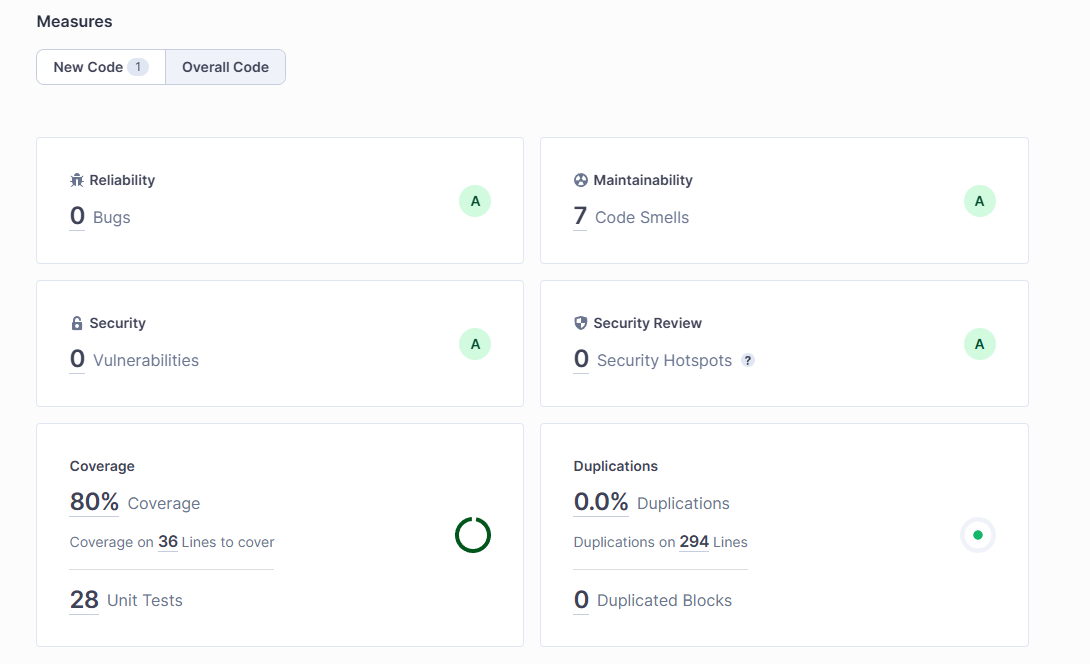 Measures
New Code 1 Overall Code
Reliability
0 Bugs
A
Maintainability
7 Code Smells
A
Security
0 Vulnerabilities
A
Security Review
0 Security Hotspots ?
A
Coverage
80% Coverage
Coverage on 36 Lines to cover
28 Unit Tests
Duplications
0.0% Duplications
Duplications on 294 Lines
0 Duplicated Blocks